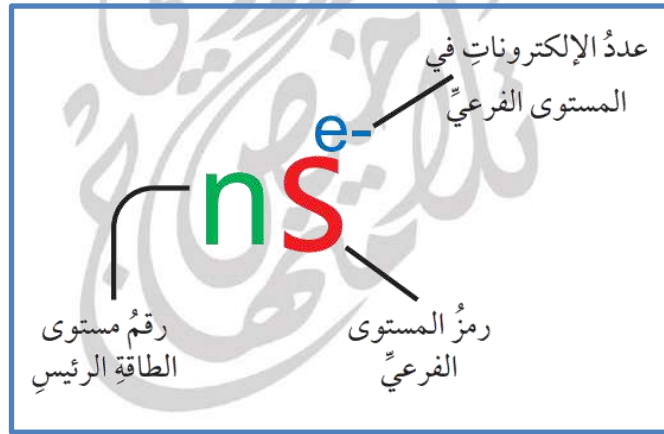 عددُ الإلكتروناتِ في
المستوى الفرعيِّ
e-
nS
رقمُ مستوى
الطاقةِ الرئيسِ
رمزُ المستوى
الفرعيِّ